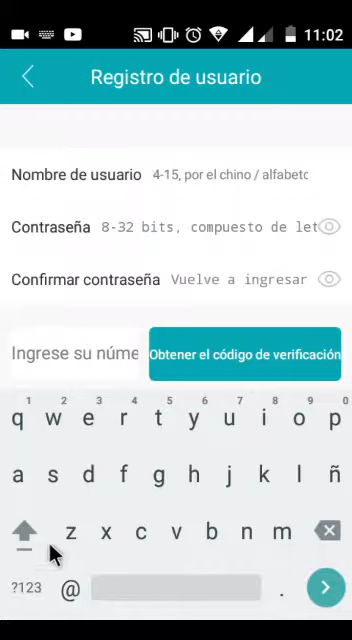 11:02
Registro de usuario
Nombre de usuario 4-15, por el chino / alfabeto
Contraseña 8-32 bits, compuesto de let
Confirmar contraseña Vuelve a ingresar
Ingrese su núme Obtener el código de verificación
1 2 3 4 5 6 7 8 9 0
q w e r t y u i o p
a s d f g h j k l ñ
z x c v b n m
?123 @ .